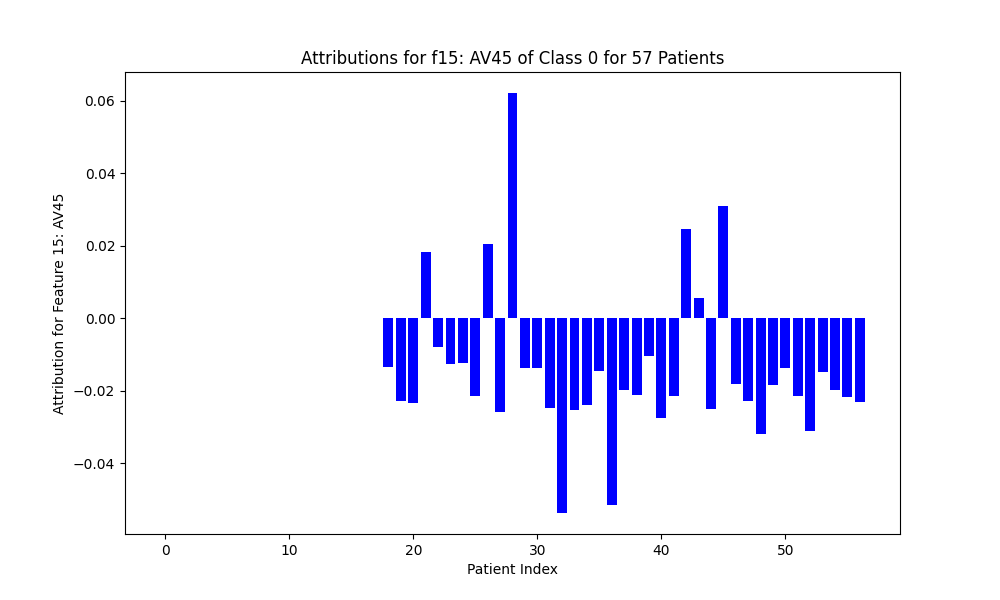 Attributions for f15: AV45 of Class 0 for 57 Patients
Attribution for Feature 15: AV45
0.06
0.04
0.02
0.00
−0.02
−0.04
0 10 20 30 40 50
Patient Index